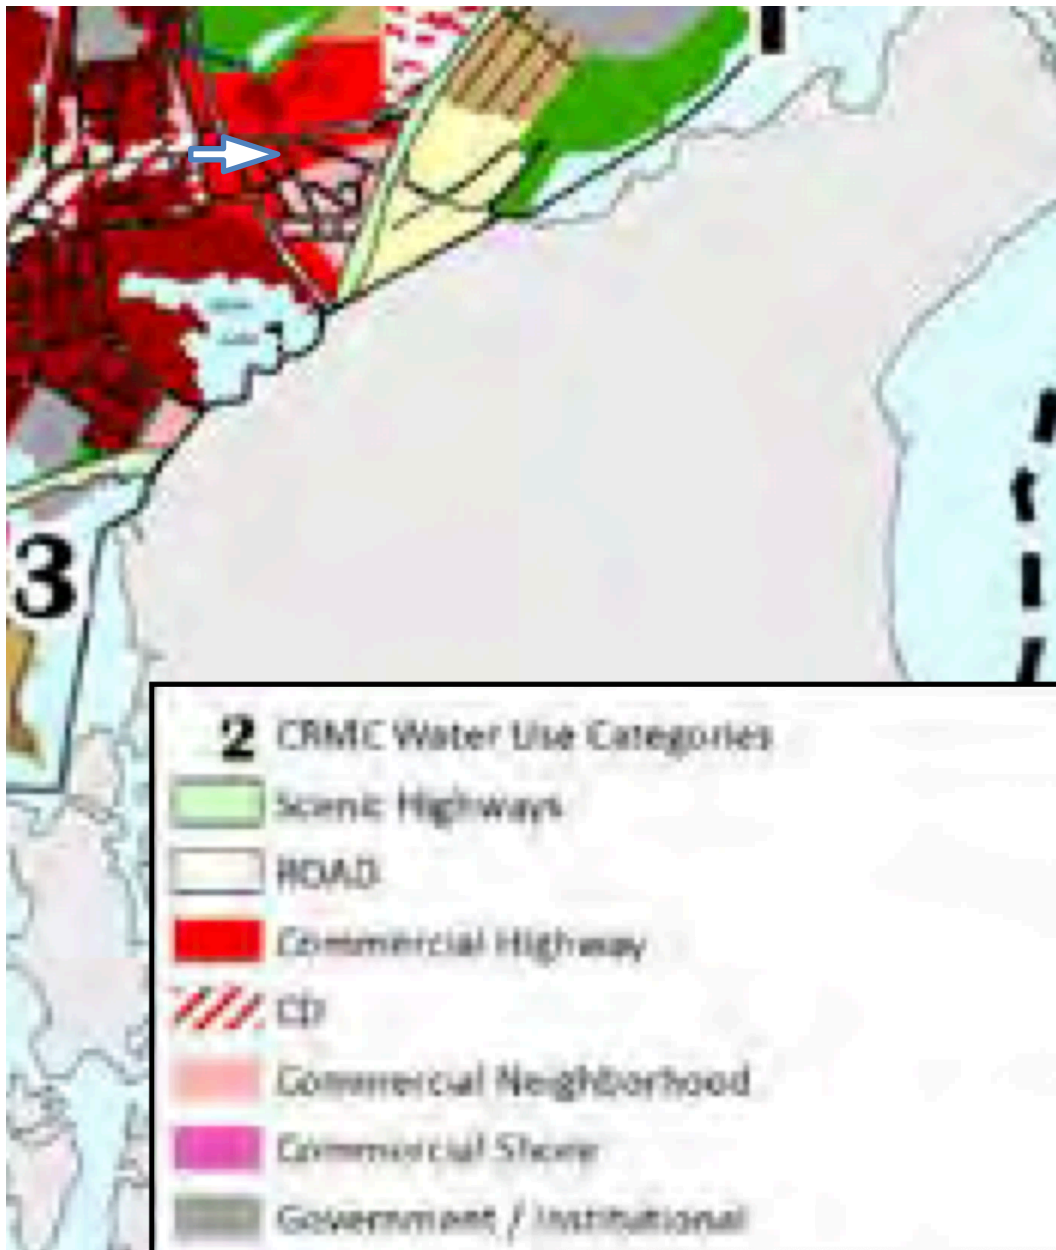 3
2 CRMC Water Use Categories
Scenic Highways
ROAD
Commercial Highway
CD
Commercial Neighborhood
Commercial Shore
Government / Institutional